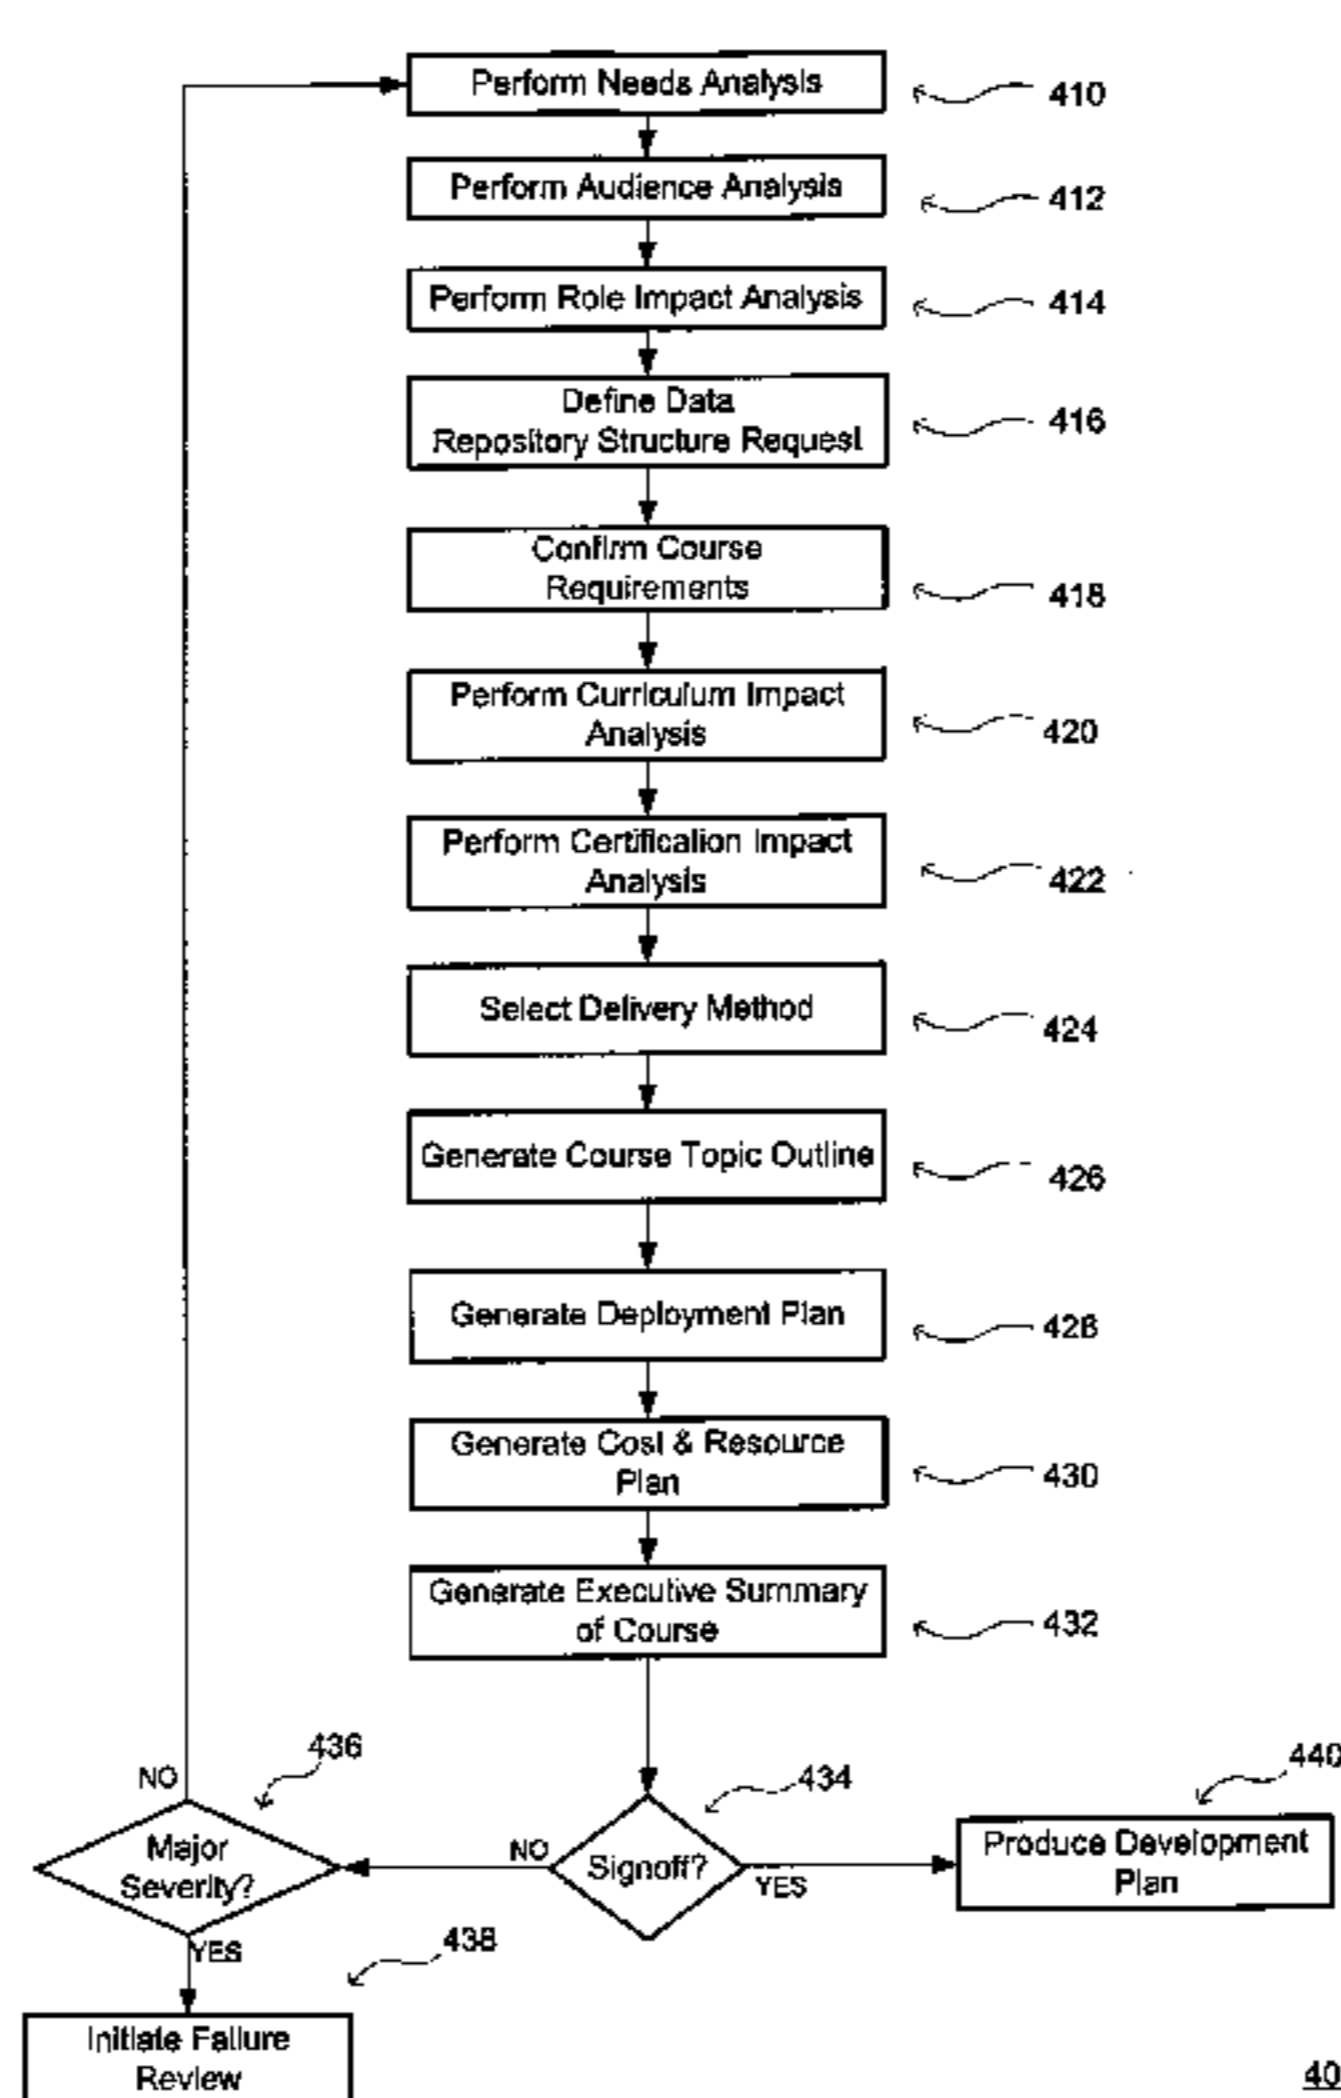 Perform Needs Analysis
410
Perform Audience Analysis
412
Perform Role Impact Analysis
414
Define Data
Repository Structure Request
416
Confirm Course
Requirements
418
Perform Curriculum Impact
Analysis
420
Perform Certification Impact
Analysis
422
Select Delivery Method
424
Generate Course Topic Outline
426
Generate Deployment Plan
428
Generate Cost & Resource
Plan
430
Generate Executive Summary
of Course
432
436
NO
Major
Severity?
YES
434
NO
Signoff?
YES
440
Produce Development
Plan
438
Initiate Failure
Review
40